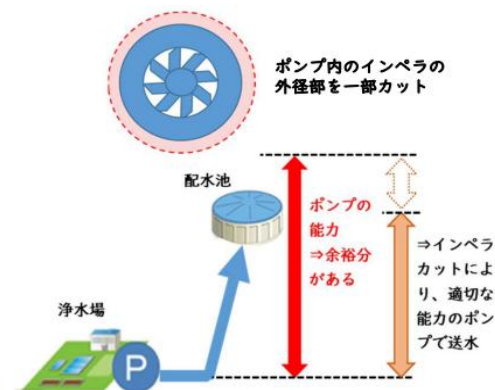 ポンプ内のインペラの
外径部を一部カット
配水池
ポンプの
能力
⇒余裕分
がある
⇒インペラ
カットによ
り、適切な
能力のポン
プで送水
浄水場
P